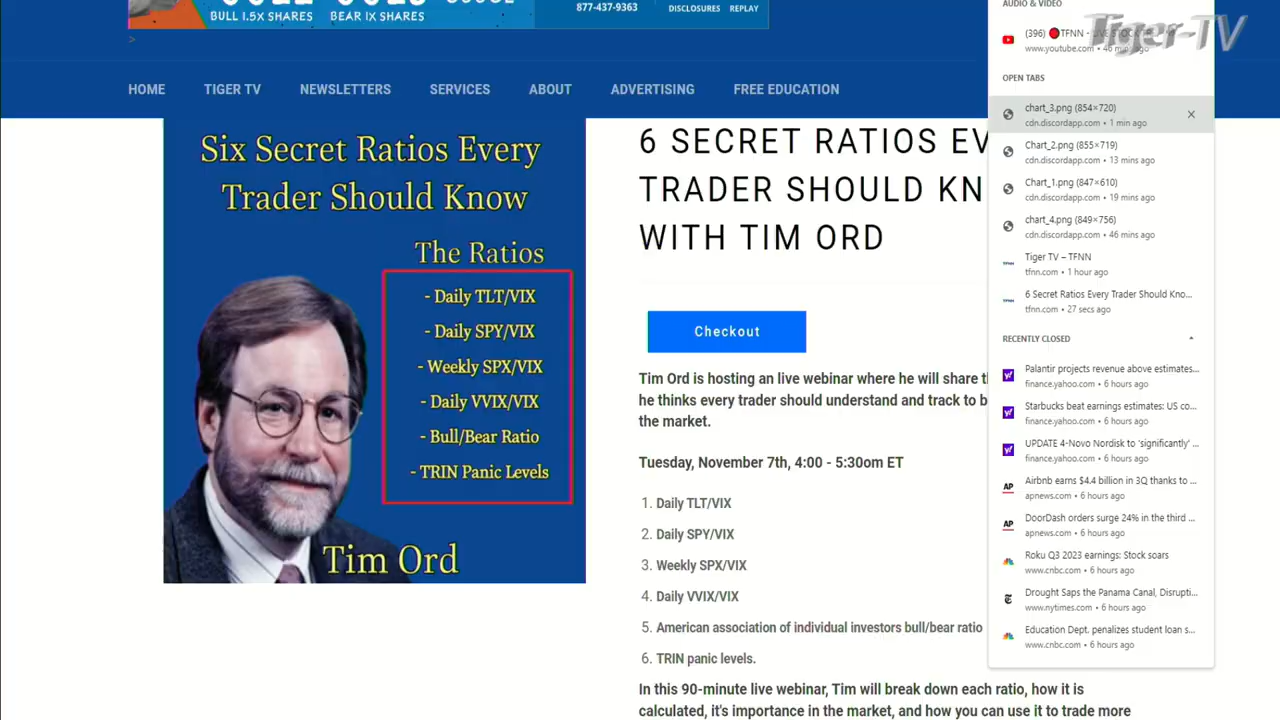 BULL 1.5X SHARES BEAR 1X SHARES
877-437-9363
DISCLOSURES REPLAY
>
HOME TIGER TV NEWSLETTERS SERVICES ABOUT ADVERTISING FREE EDUCATION
Six Secret Ratios Every
Trader Should Know
The Ratios
- Daily TLT/VIX
- Daily SPY/VIX
- Weekly SPX/VIX
- Daily VVIX/VIX
- Bull/Bear Ratio
- TRIN Panic Levels
Tim Ord
6 SECRET RATIOS EV
TRADER SHOULD KN
WITH TIM ORD
Checkout
Tim Ord is hosting an live webinar where he will share t
he thinks every trader should understand and track to b
the market.
Tuesday, November 7th, 4:00 - 5:30om ET
1. Daily TLT/VIX
2. Daily SPY/VIX
3. Weekly SPX/VIX
4. Daily VVIX/VIX
5. American association of individual investors bull/bear ratio
6. TRIN panic levels.
In this 90-minute live webinar, Tim will break down each ratio, how it is
calculated, it's importance in the market, and how you can use it to trade more
AUDIO & VIDEO
Tiger-TV
(396) TFNN - LIVE STOCK
www.youtube.com • 46 mins ago
OPEN TABS
chart_3.png (854×720)
cdn.discordapp.com • 1 min ago
Chart_2.png (855×719)
cdn.discordapp.com • 13 mins ago
Chart_1.png (847×610)
cdn.discordapp.com • 19 mins ago
chart_4.png (849×756)
cdn.discordapp.com • 46 mins ago
Tiger TV – TFNN
tfnn.com • 1 hour ago
6 Secret Ratios Every Trader Should Kno...
tfnn.com • 27 secs ago
RECENTLY CLOSED
Palantir projects revenue above estimates...
finance.yahoo.com • 6 hours ago
Starbucks beat earnings estimates: US co...
finance.yahoo.com • 6 hours ago
UPDATE 4-Novo Nordisk to 'significantly' ...
finance.yahoo.com • 6 hours ago
AP Airbnb earns $4.4 billion in 3Q thanks to ...
apnews.com • 6 hours ago
AP DoorDash orders surge 24% in the third ...
apnews.com • 6 hours ago
Roku Q3 2023 earnings: Stock soars
www.cnbc.com • 6 hours ago
Drought Saps the Panama Canal, Disrupti...
www.nytimes.com • 6 hours ago
Education Dept. penalizes student loan s...
www.cnbc.com • 6 hours ago